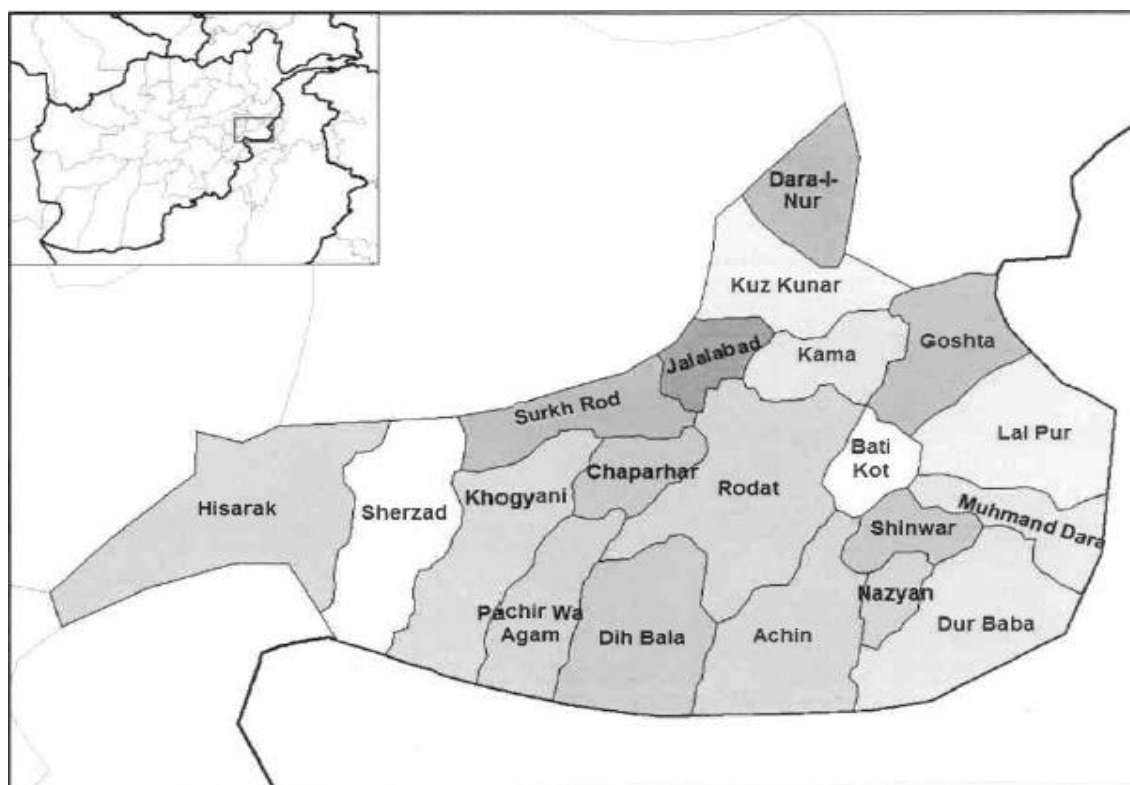 Dara-I-
Nur
Kuz Kunar
Goshta
Jalalabad
Kama
Surkh Rod
Lal Pur
Bati
Kot
Chaparhar
Khogyani
Rodat
Hisarak
Sherzad
Muhmand Dara
Shinwar
Nazyan
Pachir Wa
Agam
Dih Bala
Achin
Dur Baba